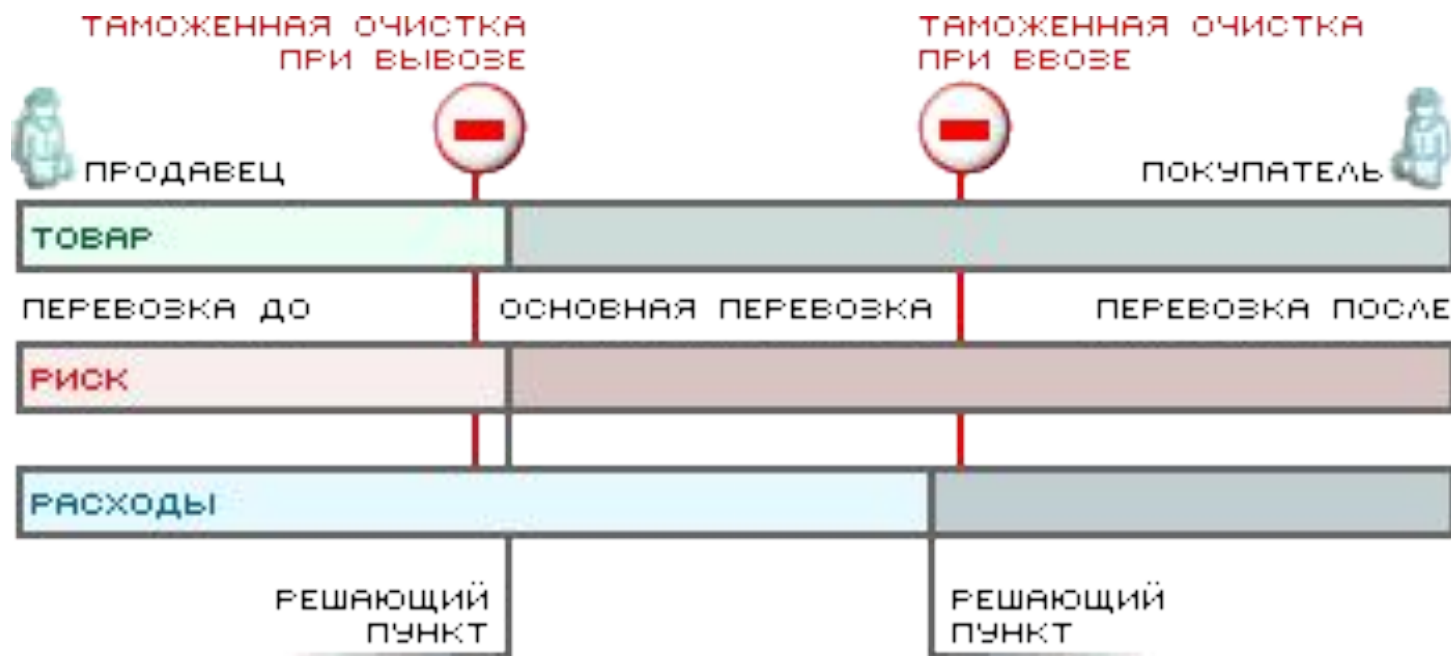 ТАМОЖЕННАЯ ОЧИСТКА
ПРИ ВЫВОЗЕ
ТАМОЖЕННАЯ ОЧИСТКА
ПРИ ВВОЗЕ
ПРОДАВЕЦ
ПОКУПАТЕЛЬ
ТОВАР
ПЕРЕВОЗКА ДО
ОСНОВНАЯ ПЕРЕВОЗКА
ПЕРЕВОЗКА ПОСЛЕ
РИСК
РАСХОДЫ
РЕШАЮЩИЙ
ПУНКТ
РЕШАЮЩИЙ
ПУНКТ